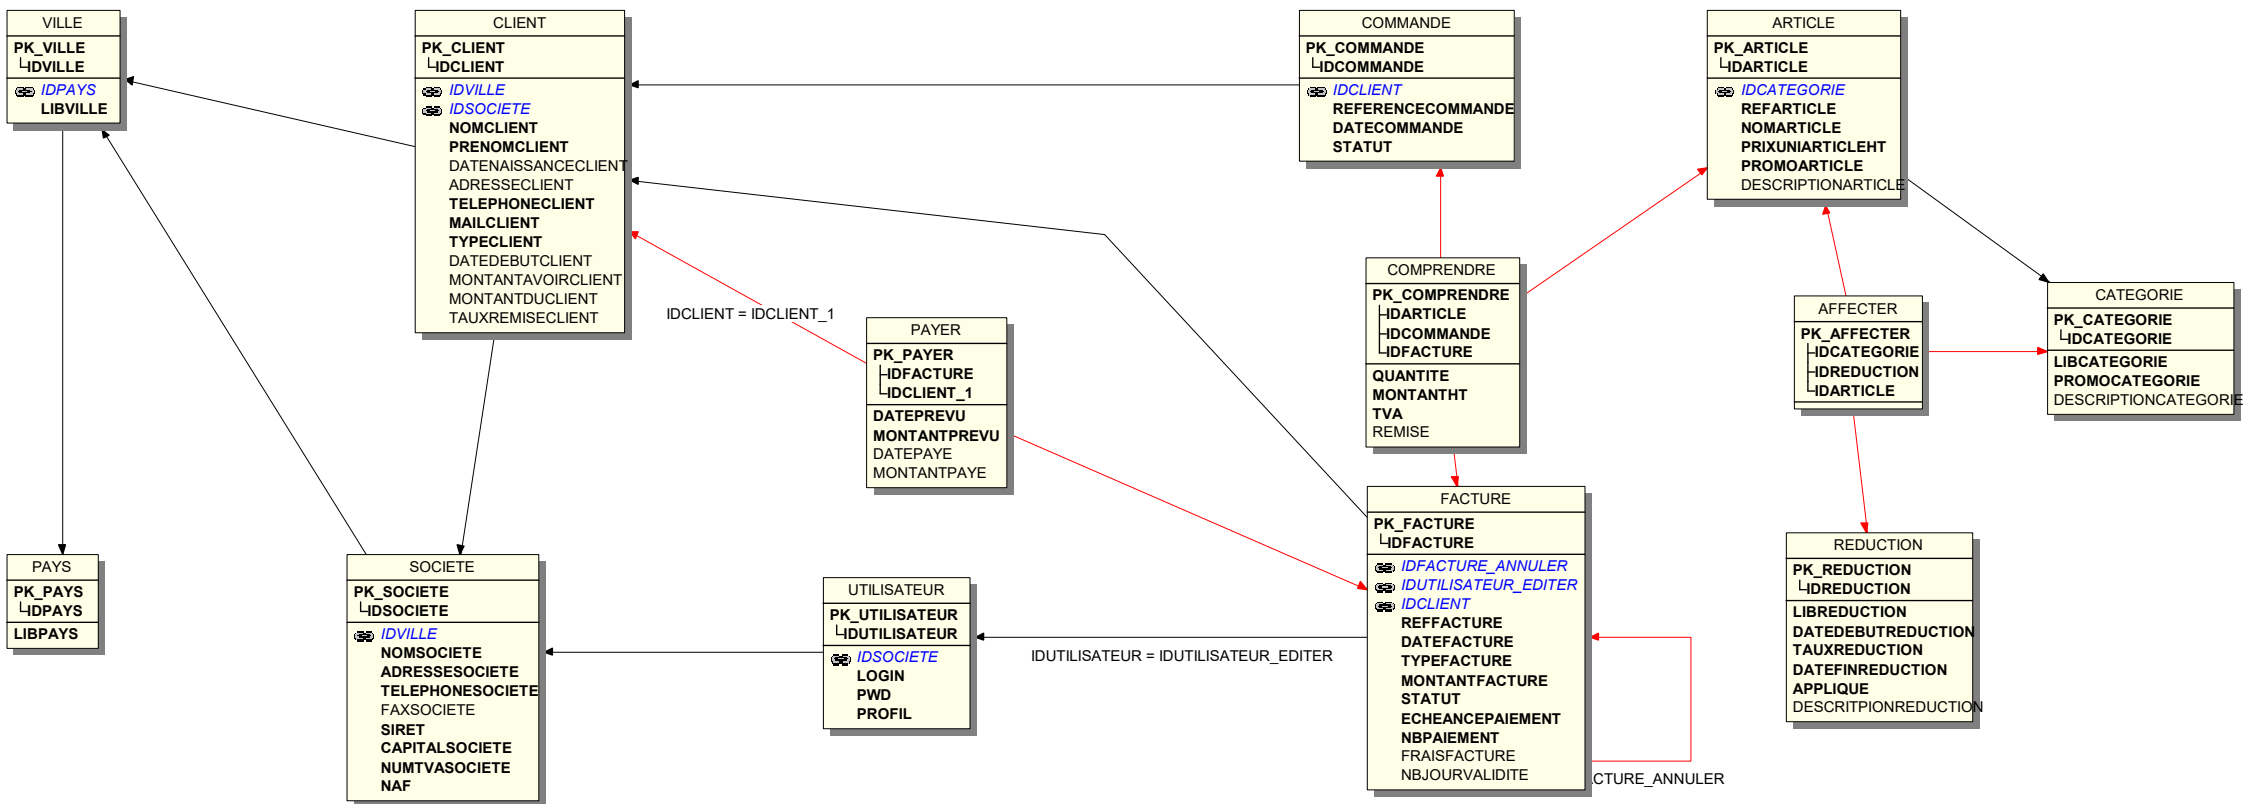 VILLE
PK_VILLE
IDVILLE
IDPAYS
LIBVILLE
CLIENT
PK_CLIENT
IDCLIENT
IDVILLE
IDSOCIETE
NOMCLIENT
PRENOMCLIENT
DATENAISSANCECLIENT
ADRESSECLIENT
TELEPHONECLIENT
MAILCLIENT
TYPECLIENT
DATEDEBUTCLIENT
MONTANTAVOIRCLIENT
MONTANTDUCLIENT
TAUXREMISECLIENT
COMMANDE
PK_COMMANDE
IDCOMMANDE
IDCLIENT
REFERENCECOMMANDE
DATECOMMANDE
STATUT
ARTICLE
PK_ARTICLE
IDARTICLE
IDCATEGORIE
REFARTICLE
NOMARTICLE
PRIXUNIARTICLEHT
PROMOARTICLE
DESCRIPTIONARTICLE
IDCLIENT = IDCLIENT_1
PAYER
PK_PAYER
IDFACTURE
IDCLIENT_1
DATEPREVU
MONTANTPREVU
DATEPAYE
MONTANTPAYE
COMPRENDRE
PK_COMPRENDRE
IDARTICLE
IDCOMMANDE
IDFACTURE
QUANTITE
MONTANTHT
TVA
REMISE
AFFECTER
PK_AFFECTER
IDCATEGORIE
IDREDUCTION
IDARTICLE
CATEGORIE
PK_CATEGORIE
IDCATEGORIE
LIBCATEGORIE
PROMOCATEGORIE
DESCRIPTIONCATEGORIE
PAYS
PK_PAYS
IDPAYS
LIBPAYS
SOCIETE
PK_SOCIETE
IDSOCIETE
IDVILLE
NOMSOCIETE
ADRESSESOCIETE
TELEPHONESOCIETE
FAXSOCIETE
SIRET
CAPITALSOCIETE
NUMTVASOCIETE
NAF
UTILISATEUR
PK_UTILISATEUR
IDUTILISATEUR
IDSOCIETE
LOGIN
PWD
PROFIL
IDUTILISATEUR = IDUTILISATEUR_EDITER
FACTURE
PK_FACTURE
IDFACTURE
IDFACTURE_ANNULER
IDUTILISATEUR_EDITER
IDCLIENT
REFFACTURE
DATEFACTURE
TYPEFACTURE
MONTANTFACTURE
STATUT
ECHEANCEPAIEMENT
NBPAIEMENT
FRAISFACTURE
NBJOURVALIDITE
CTURE_ANNULER
REDUCTION
PK_REDUCTION
IDREDUCTION
LIBREDUCTION
DATEDEBUTREDUCTION
TAUXREDUCTION
DATEFINREDUCTION
APPLIQUE
DESCRITPIONREDUCTION